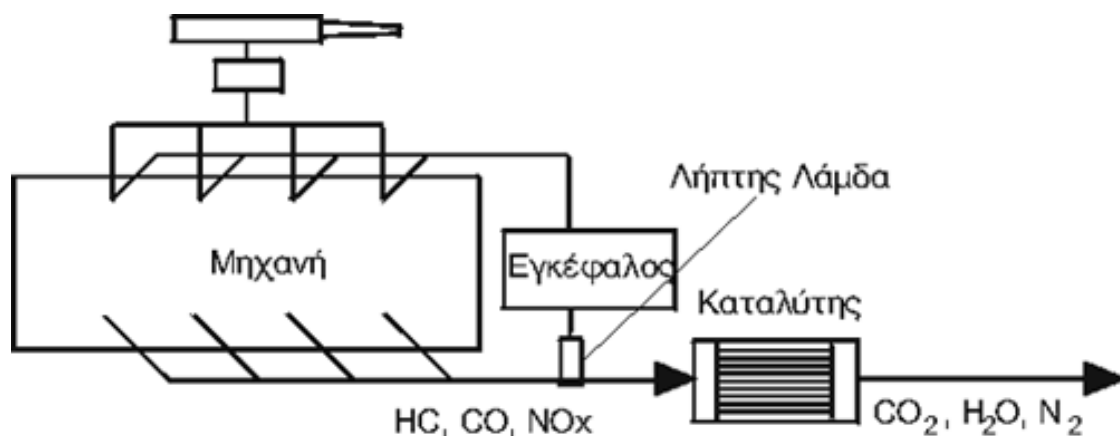 Λήπτης Λάμδα
Μηχανή
Εγκέφαλος
Καταλύτης
HC, CO, NOx
CO₂, H₂O, N₂